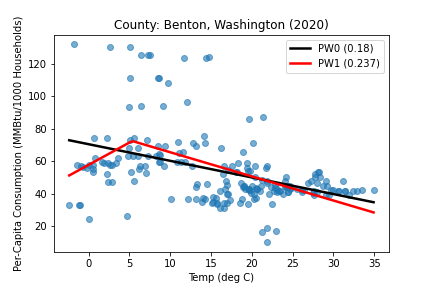 County: Benton, Washington (2020)
PW0 (0.18)
PW1 (0.237)
Per-Capita Consumption (MMBtu/1000 Households)
120
100
80
60
40
20
0 5 10 15 20 25 30 35
Temp (deg C)